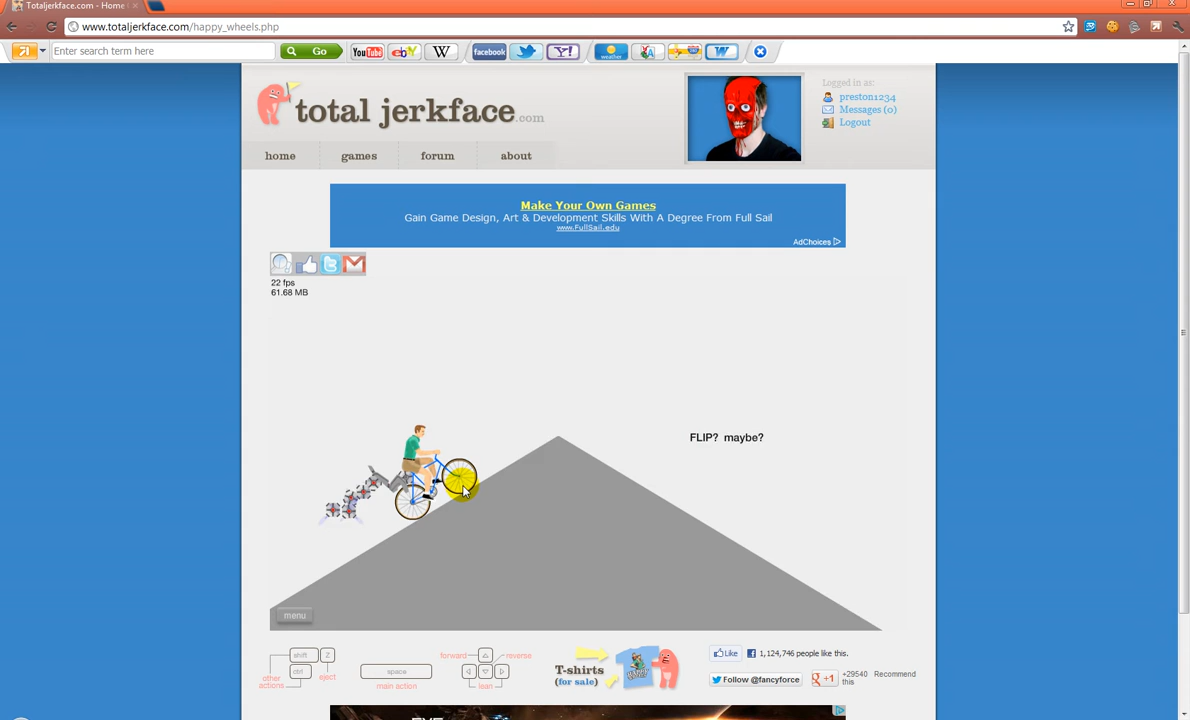 Totaljerkface.com - Home
www.totaljerkface.com/happy_wheels.php
Enter search term here
Go
YouTube
ebY
W
facebook
Y!
weather
W
total jerkface.com
Logged in as:
preston1234
Messages (0)
Logout
home
games
forum
about
Make Your Own Games
Gain Game Design, Art & Development Skills With A Degree From Full Sail
www.FullSail.edu
AdChoices
22 fps
61.68 MB
FLIP? maybe?
menu
shift
Z
ctrl
eject
other
actions
space
main action
forward
reverse
lean
T-shirts
(for sale)
Like
1,124,746 people like this.
Follow @fancyforce
+1
+29540 Recommend
this